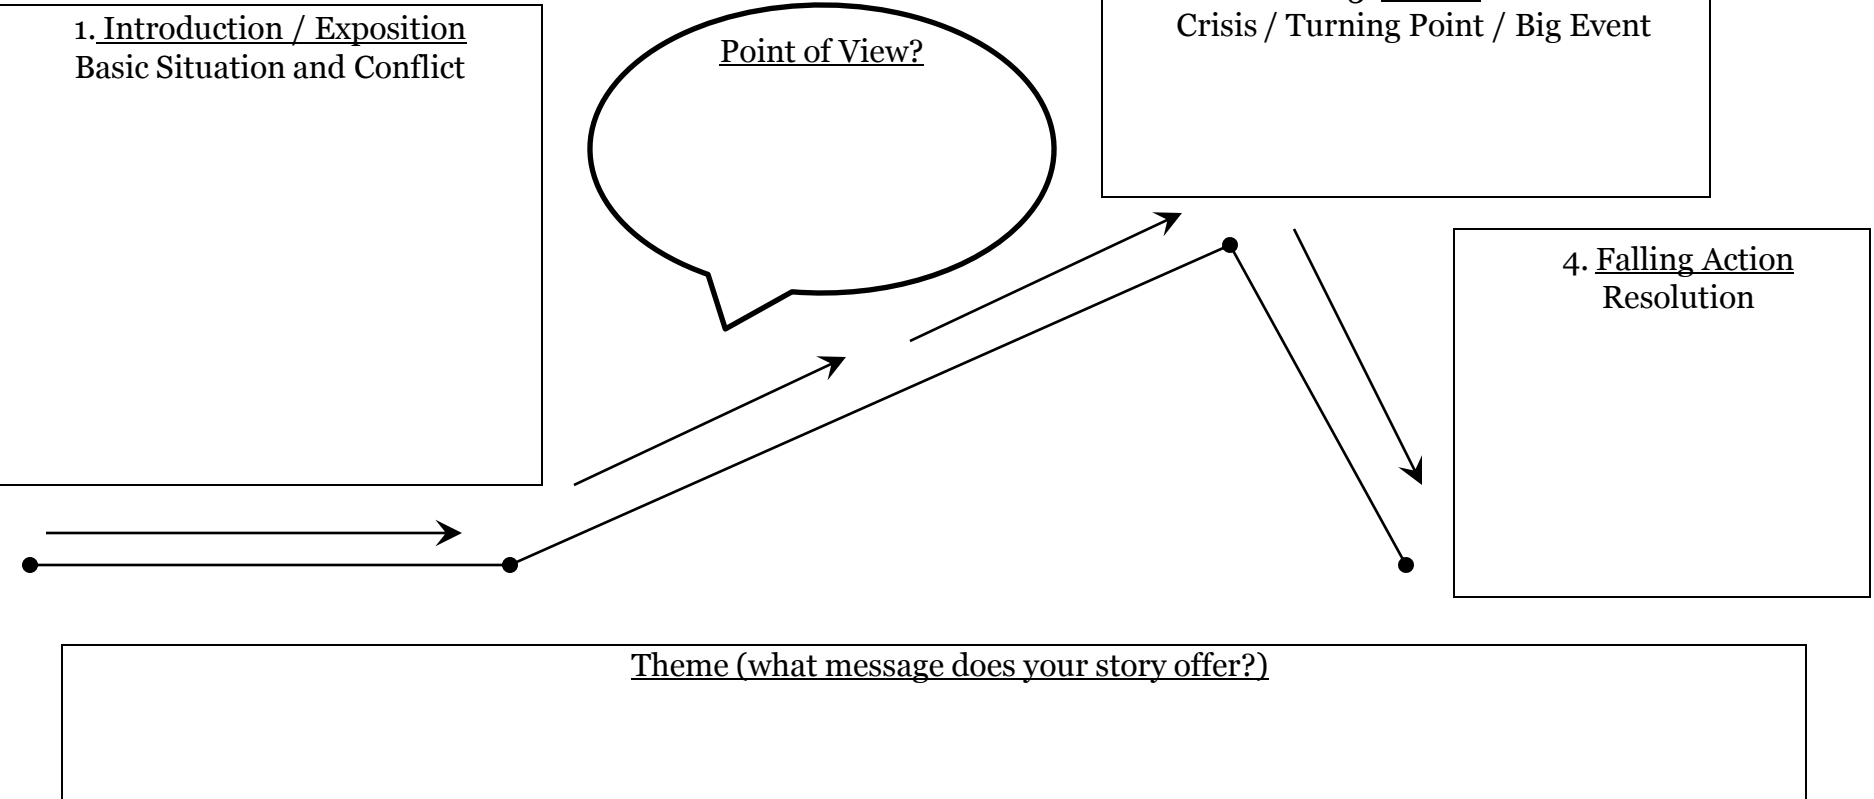 1. Introduction / Exposition
Basic Situation and Conflict
Point of View?
Crisis / Turning Point / Big Event
4. Falling Action
Resolution
Theme (what message does your story offer?)